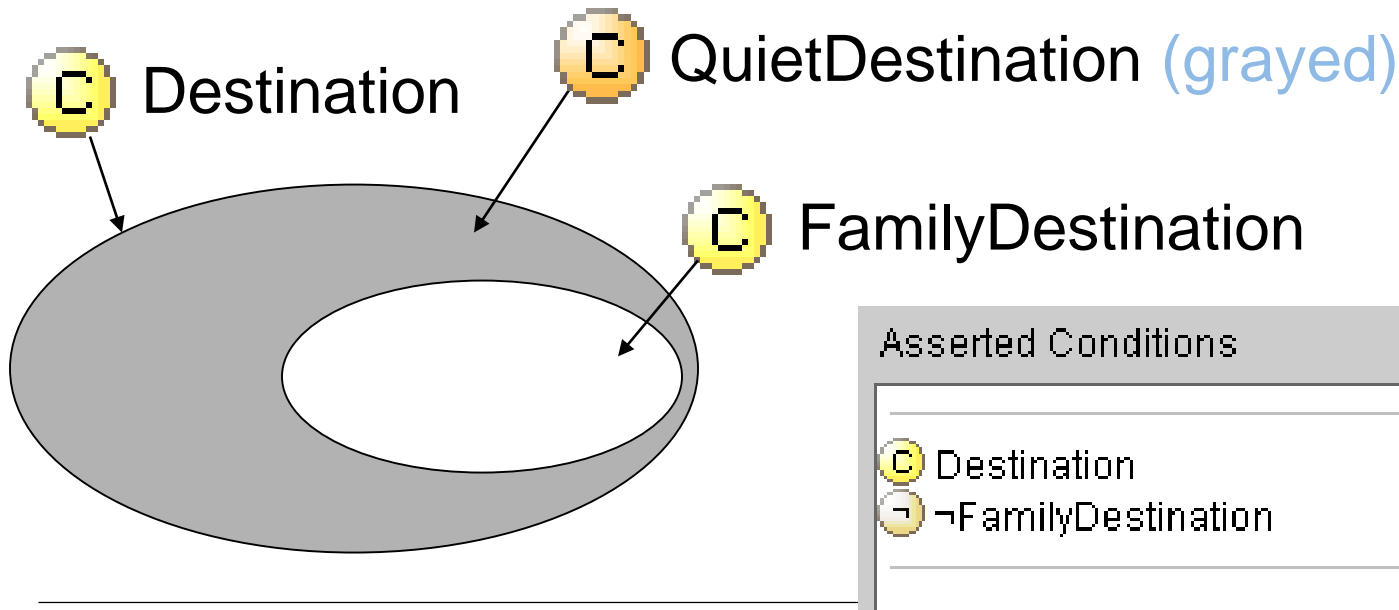 C QuietDestination (grayed)
C Destination
C FamilyDestination
Asserted Conditions
C Destination
¬ ¬FamilyDestination